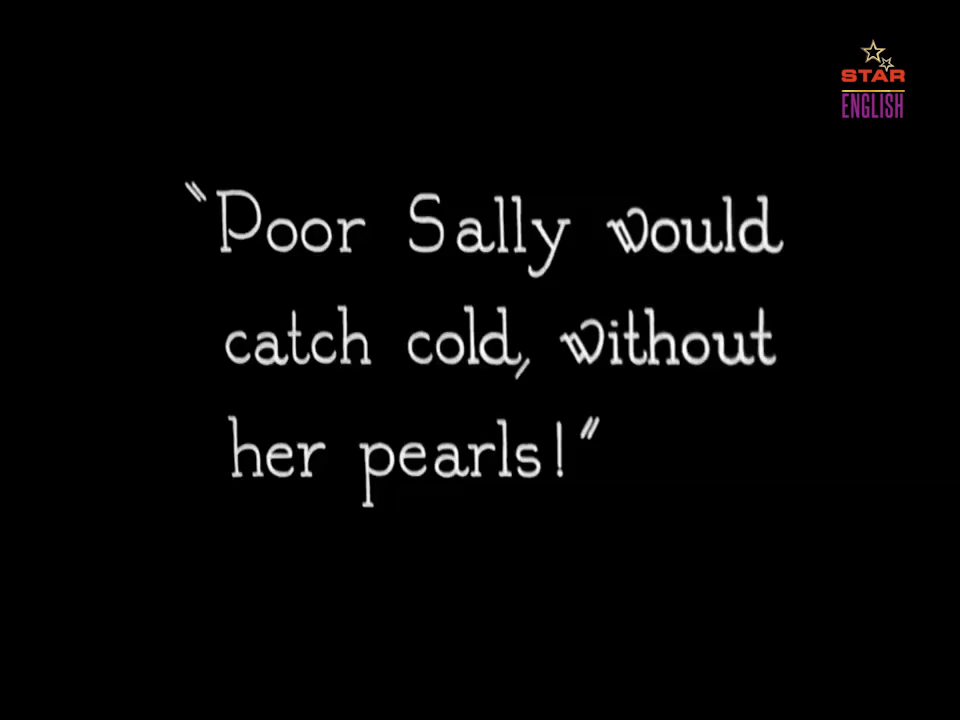 STAR
ENGLISH
"Poor Sally would
catch cold, without
her pearls!"